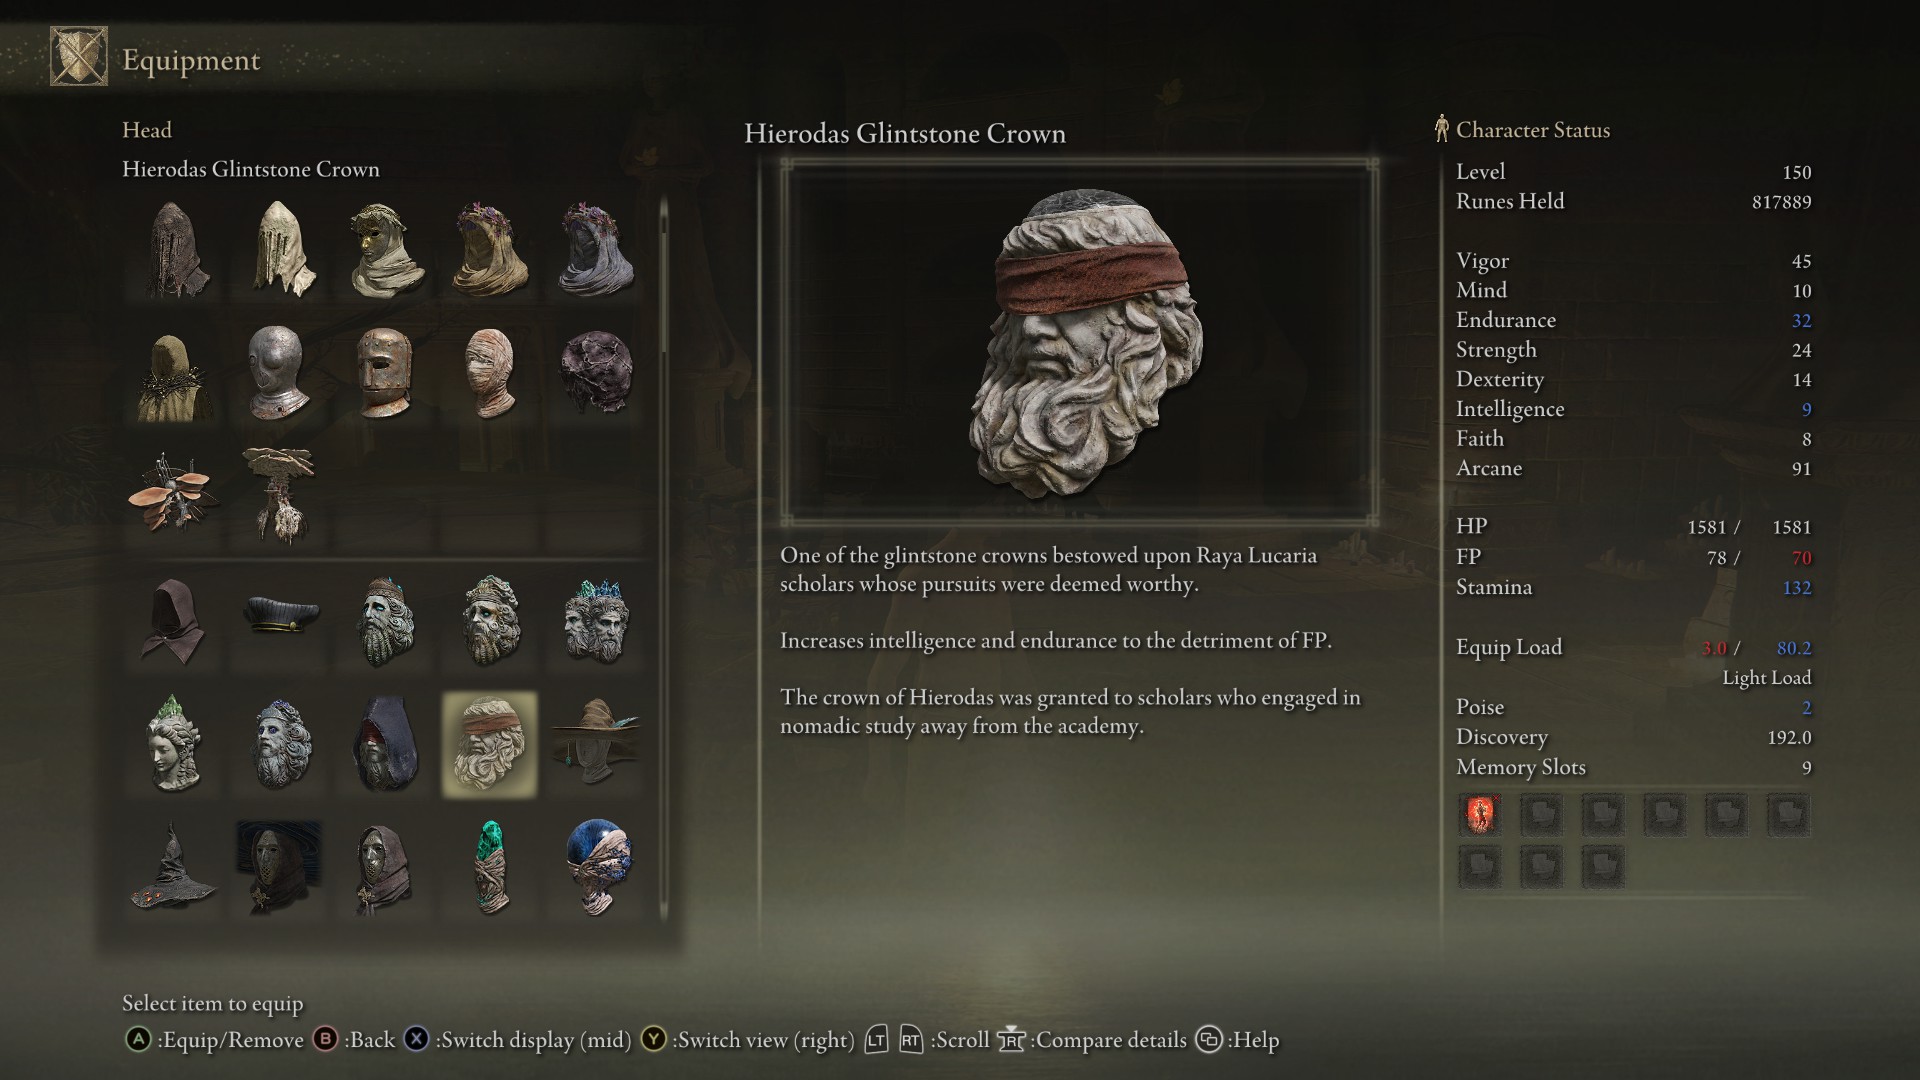 Equipment
Head
Hierodas Glintstone Crown
Hierodas Glintstone Crown
One of the glintstone crowns bestowed upon Raya Lucaria
scholars whose pursuits were deemed worthy.
Increases intelligence and endurance to the detriment of FP.
The crown of Hierodas was granted to scholars who engaged in
nomadic study away from the academy.
Character Status
Level 150
Runes Held 817889
Vigor 45
Mind 10
Endurance 32
Strength 24
Dexterity 14
Intelligence 9
Faith 8
Arcane 91
HP 1581 / 1581
FP 78 / 70
Stamina 132
Equip Load 3.0 / 80.2
Light Load
Poise 2
Discovery 192.0
Memory Slots 9
Select item to equip
A :Equip/Remove B :Back X :Switch display (mid) Y :Switch view (right) LT RT :Scroll R :Compare details :Help